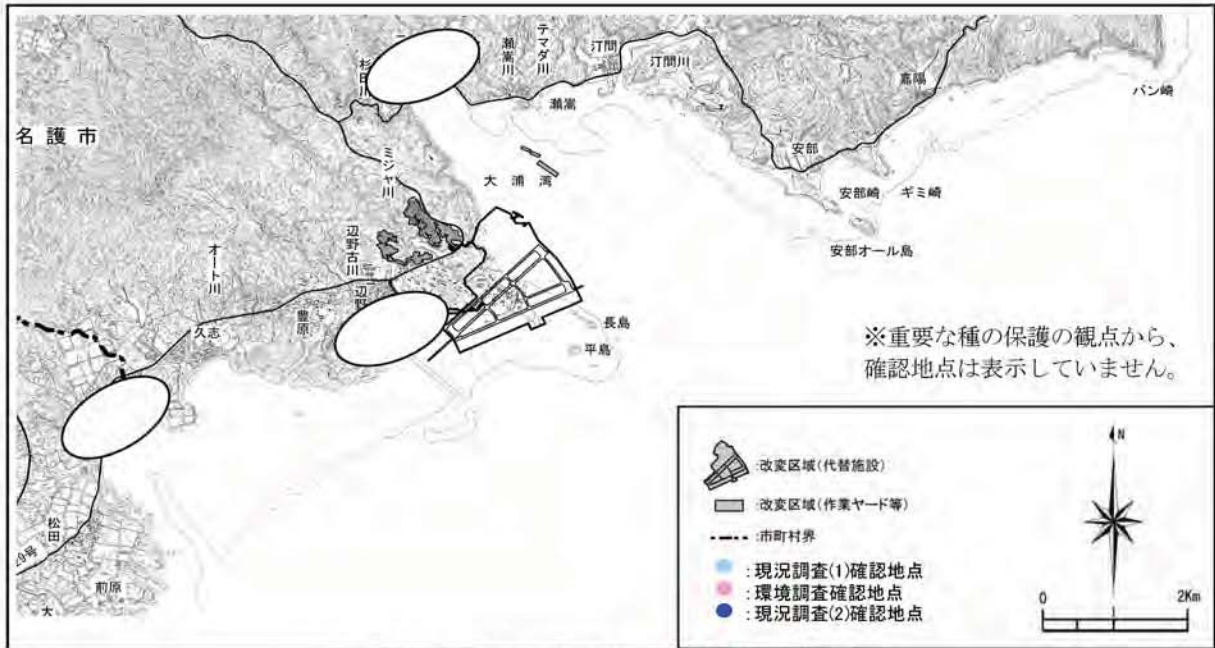 名護市
杉田川
瀬嵩川
テマダ川
汀間
汀間川
瀬嵩
嘉陽
バン崎
安部
安部崎
ギミ崎
安部オール島
大浦湾
ミジャ川
辺野古川
オート川
久志
豊原
長島
平島
松田
前原
※重要な種の保護の観点から、
確認地点は表示していません。
:改変区域(代替施設)
:改変区域(作業ヤード等)
:市町村界
:現況調査(1)確認地点
:環境調査確認地点
:現況調査(2)確認地点
N
0 2Km